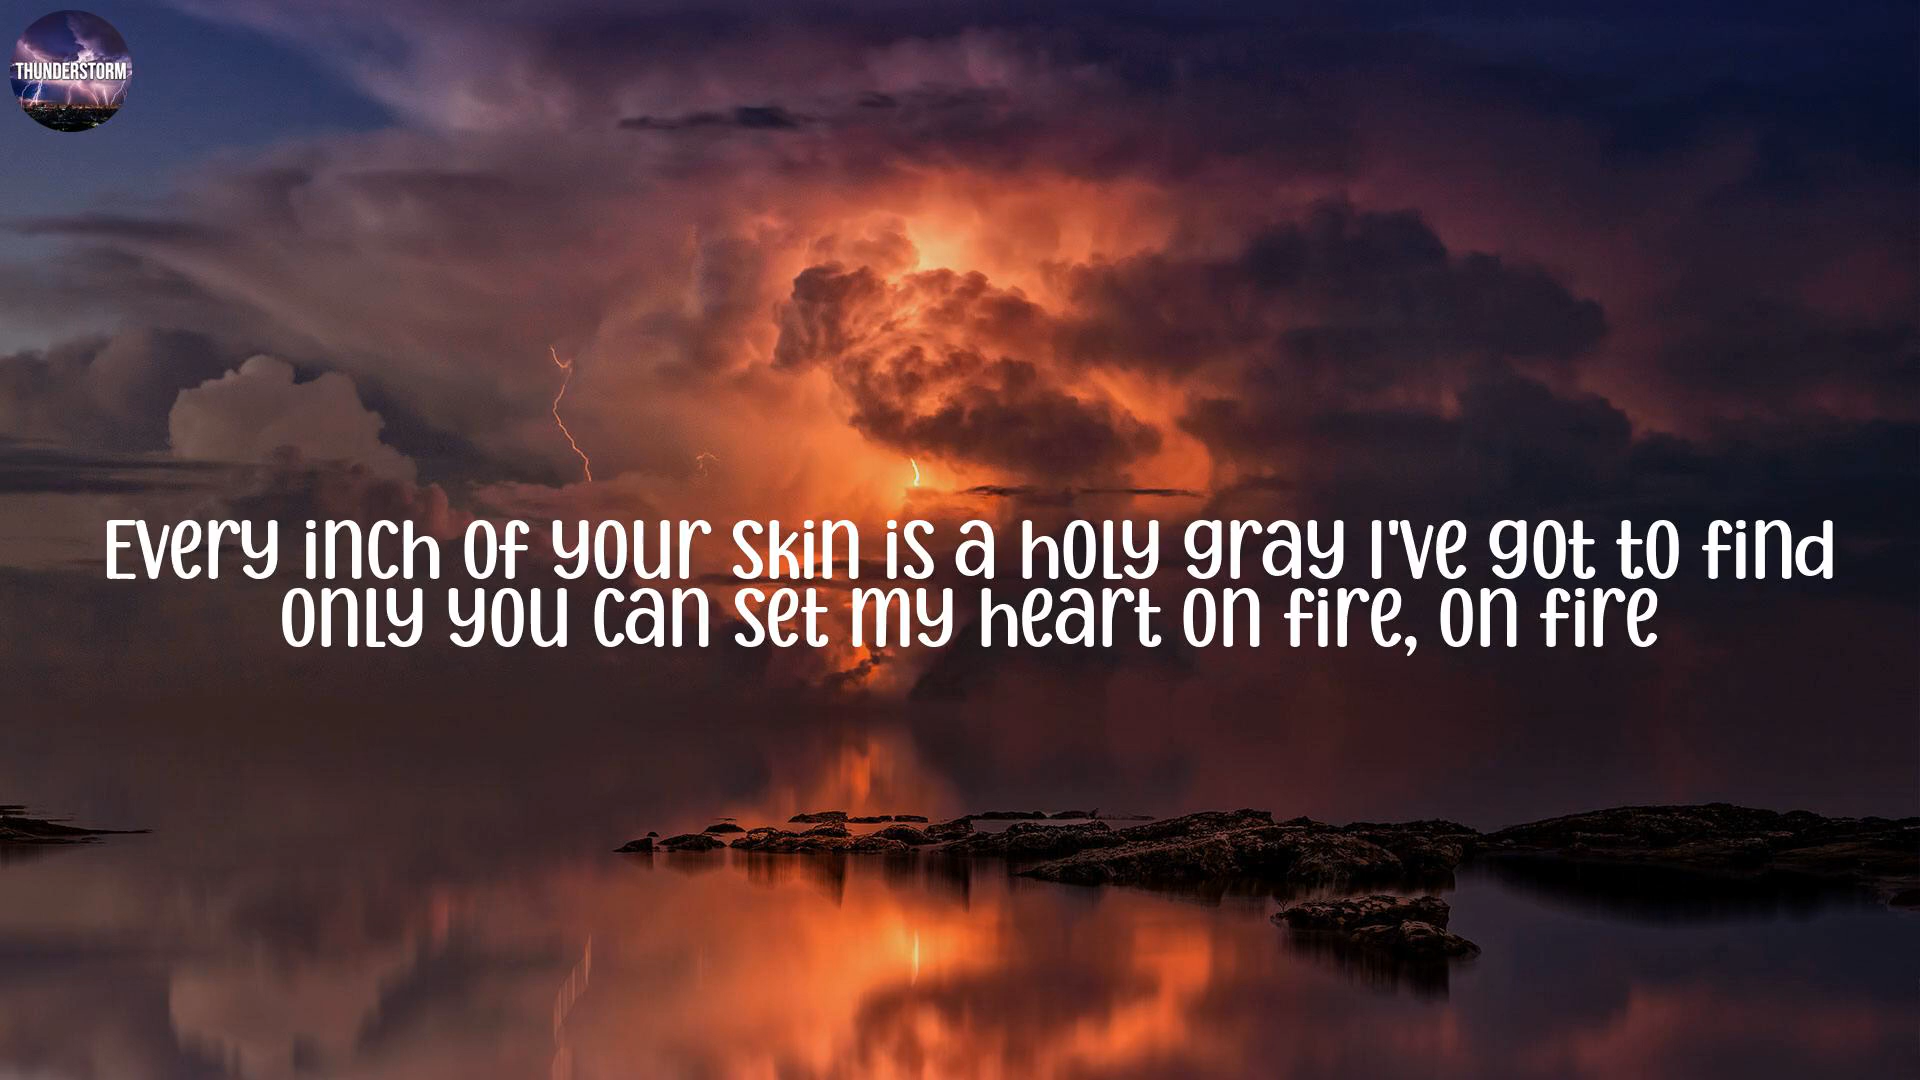 THUNDERSTORM
Every inch of your skin is a holy gray I've got to find
only you can set my heart on fire, on fire